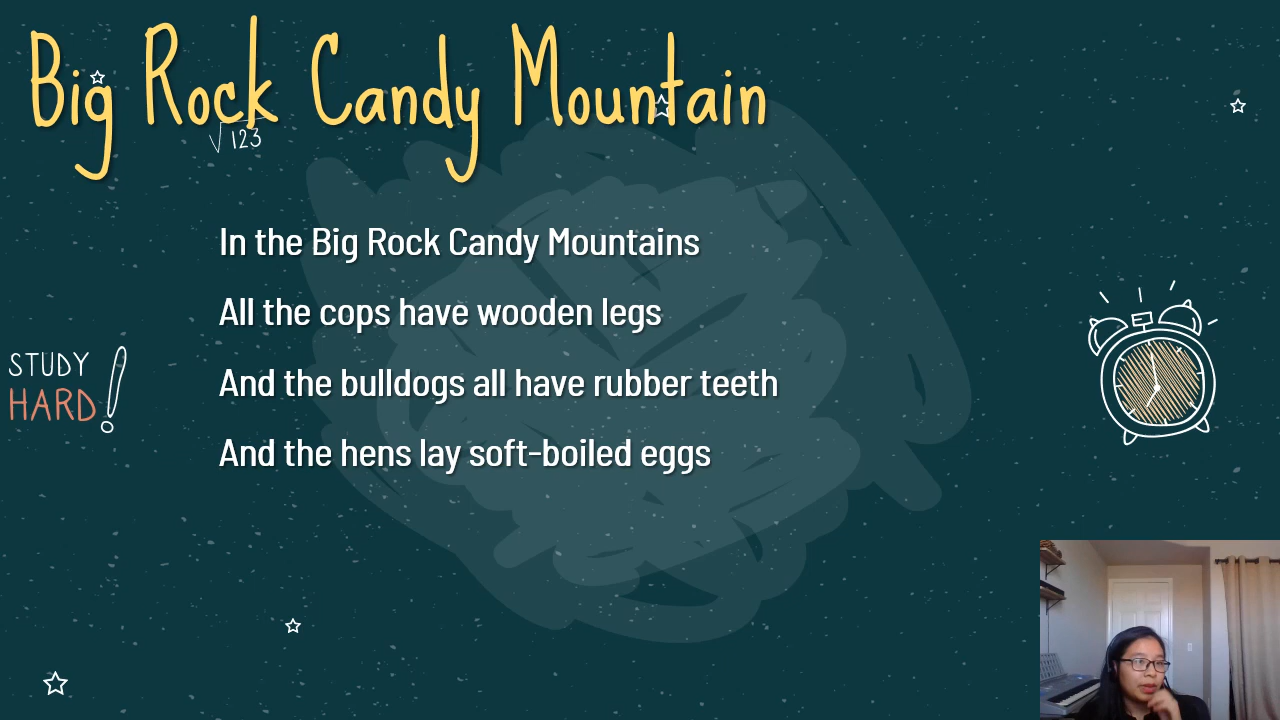 Big Rock Candy Mountain
√123
In the Big Rock Candy Mountains
All the cops have wooden legs
And the bulldogs all have rubber teeth
And the hens lay soft-boiled eggs
STUDY
HARD!